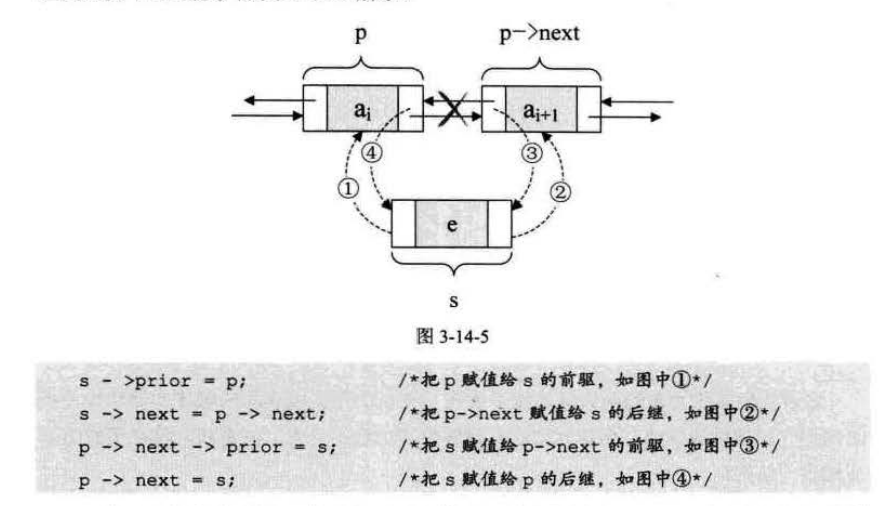 p p—>next
aᵢ aᵢ₊₁
④ ③
① ②
e
s
图 3-14-5
s - >prior = p; /*把 p 赋值给 s 的前驱，如图中①*/
s -> next = p -> next; /*把 p->next 赋值给 s 的后继，如图中②*/
p -> next -> prior = s; /*把 s 赋值给 p->next 的前驱，如图中③*/
p -> next = s; /*把 s 赋值给 p 的后继，如图中④*/